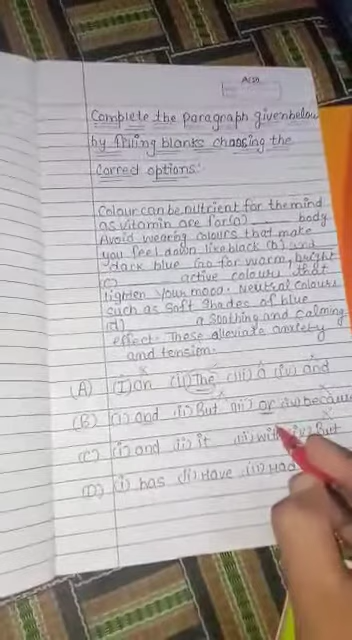 Complete the paragraph given below
by filling blanks choosing the
correct options:
Colour can be nutrient for the mind
as vitamin are for (a) ___ body
Avoid wearing colours that make
you feel down like black (b) and
dark blue Go for warm, bright
(c) ___ active colours, that
lighten your mood. Neutral colours
such as soft shades of blue
(d) ___ a soothing and calming
effect. These alleviate anxiety
and tension.
(A) (i) an (ii) The (iii) a (iv) and
(B) (i) and (ii) But (iii) or (iv) because
(C) (i) and (ii) it (iii) with (iv) But
(D) (i) has (ii) Have (iii) Had